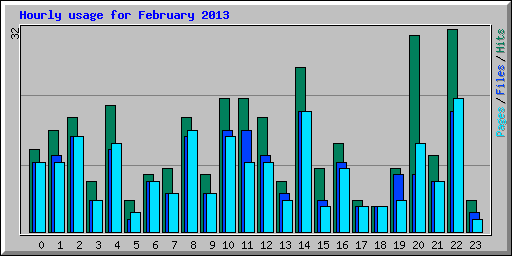 Hourly usage for February 2013
32
Pages/Files/Hits
0 1 2 3 4 5 6 7 8 9 10 11 12 13 14 15 16 17 18 19 20 21 22 23